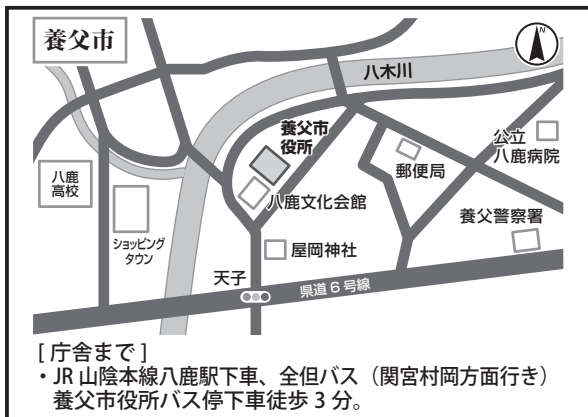 養父市
N
八木川
養父市
役所
公立
八鹿病院
郵便局
八鹿
高校
八鹿文化会館
養父警察署
ショッピング
タウン
屋岡神社
天子
県道6号線
[ 庁舎まで ]
・JR 山陰本線八鹿駅下車、全但バス（関宮村岡方面行き）
養父市役所バス停下車徒歩 3 分。